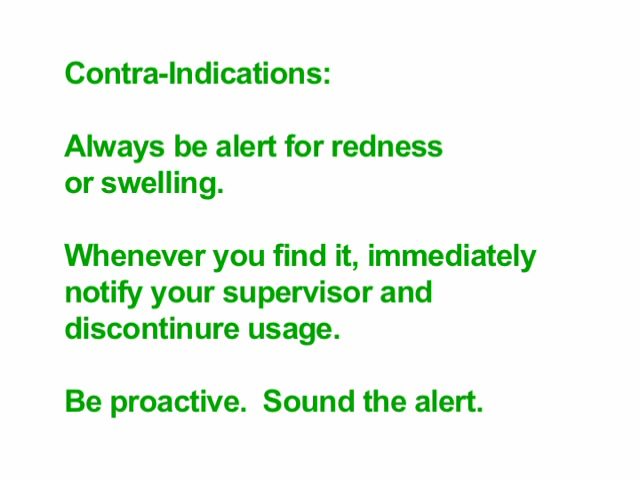 Contra-Indications:
Always be alert for redness
or swelling.
Whenever you find it, immediately
notify your supervisor and
discontinure usage.
Be proactive.  Sound the alert.